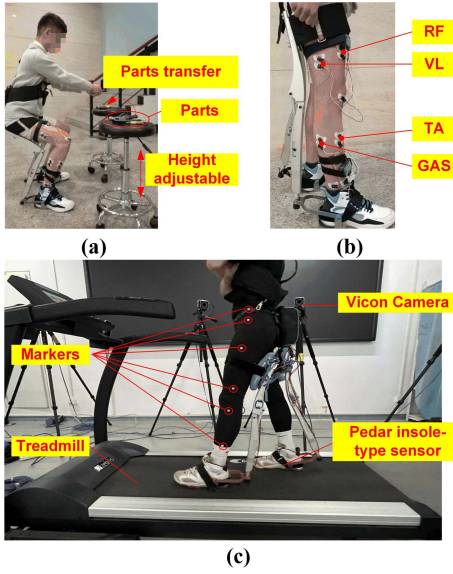 Parts transfer
Parts
Height
adjustable
(a)
RF
VL
TA
GAS
(b)
Vicon Camera
Markers
Treadmill
Pedar insole-
type sensor
(c)